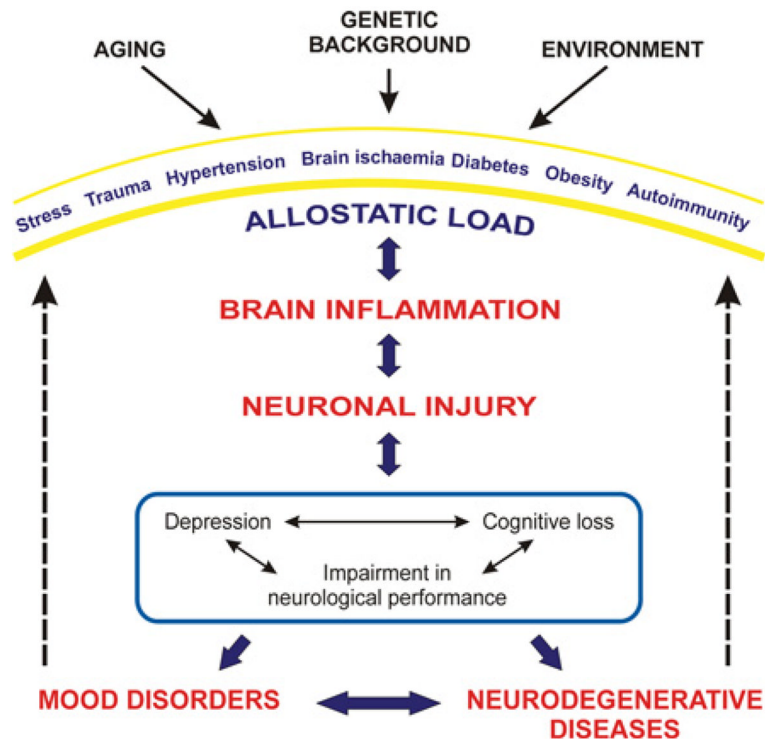 AGING
GENETIC
BACKGROUND
ENVIRONMENT
Stress Trauma Hypertension Brain ischaemia Diabetes Obesity Autoimmunity
ALLOSTATIC LOAD
BRAIN INFLAMMATION
NEURONAL INJURY
Depression
Cognitive loss
Impairment in
neurological performance
MOOD DISORDERS
NEURODEGENERATIVE
DISEASES